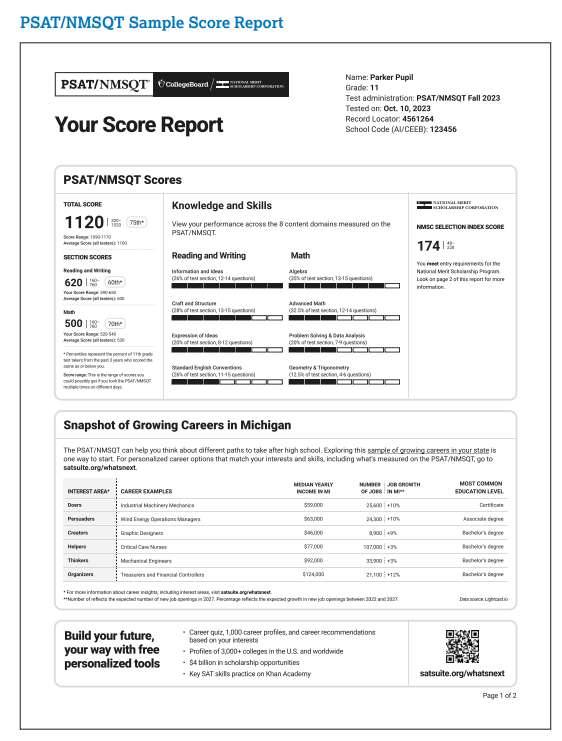 PSAT/NMSQT Sample Score Report
PSAT/NMSQT CollegeBoard NATIONAL MERIT SCHOLARSHIP CORPORATION
Your Score Report
Name: Parker Pupil
Grade: 11
Test administration: PSAT/NMSQT Fall 2023
Tested on: Oct. 10, 2023
Record Locator: 4561264
School Code (AI/CEEB): 123456
PSAT/NMSQT Scores
TOTAL SCORE
1120 | 320–1520 75th*
Score Range: 1090-1170
Average Score (all testers): 1100
SECTION SCORES
Reading and Writing
620 | 160–760 60th*
Your Score Range: 590-650
Average Score (all testers): 600
Math
500 | 160–760 70th*
Your Score Range: 520-540
Average Score (all testers): 530
* Percentiles represent the percent of 11th grade
test takers from the past 3 years who scored the
same as or below you.
Score range: This is the range of scores you
could possibly get if you took the PSAT/NMSQT
multiple times on different days.
Knowledge and Skills
View your performance across the 8 content domains measured on the
PSAT/NMSQT.
Reading and Writing
Information and Ideas
(26% of test section, 12-14 questions)
Craft and Structure
(28% of test section, 13-15 questions)
Expression of Ideas
(20% of test section, 8-12 questions)
Standard English Conventions
(26% of test section, 11-15 questions)
Math
Algebra
(35% of test section, 13-15 questions)
Advanced Math
(32.5% of test section, 12-14 questions)
Problem Solving & Data Analysis
(20% of test section, 7-9 questions)
Geometry & Trigonometry
(12.5% of test section, 4-6 questions)
NATIONAL MERIT
SCHOLARSHIP CORPORATION
NMSC SELECTION INDEX SCORE
174 | 48–228
You meet entry requirements for the
National Merit Scholarship Program.
Look on page 2 of this report for more
information.
Snapshot of Growing Careers in Michigan
The PSAT/NMSQT can help you think about different paths to take after high school. Exploring this sample of growing careers in your state is
one way to start. For personalized career options that match your interests and skills, including what's measured on the PSAT/NMSQT, go to
satsuite.org/whatsnext.
INTEREST AREA* CAREER EXAMPLES MEDIAN YEARLY INCOME IN MI NUMBER OF JOBS JOB GROWTH IN MI** MOST COMMON EDUCATION LEVEL
Doers Industrial Machinery Mechanics $59,000 25,600 +10% Certificate
Persuaders Wind Energy Operations Managers $63,000 24,300 +10% Associate degree
Creators Graphic Designers $46,000 8,900 +9% Bachelor's degree
Helpers Critical Care Nurses $77,000 107,000 +3% Bachelor's degree
Thinkers Mechanical Engineers $92,000 33,900 +3% Bachelor's degree
Organizers Treasurers and Financial Controllers $124,000 21,100 +12% Bachelor's degree
* For more information about career insights, including interest areas, visit satsuite.org/whatsnext.
**Number of reflects the expected number of new job openings in 2027. Percentage reflects the expected growth in new job openings between 2022 and 2027.
Data source: Lightcast.io
Build your future,
your way with free
personalized tools
• Career quiz, 1,000 career profiles, and career recommendations
based on your interests
• Profiles of 3,000+ colleges in the U.S. and worldwide
• $4 billion in scholarship opportunities
• Key SAT skills practice on Khan Academy
satsuite.org/whatsnext
Page 1 of 2